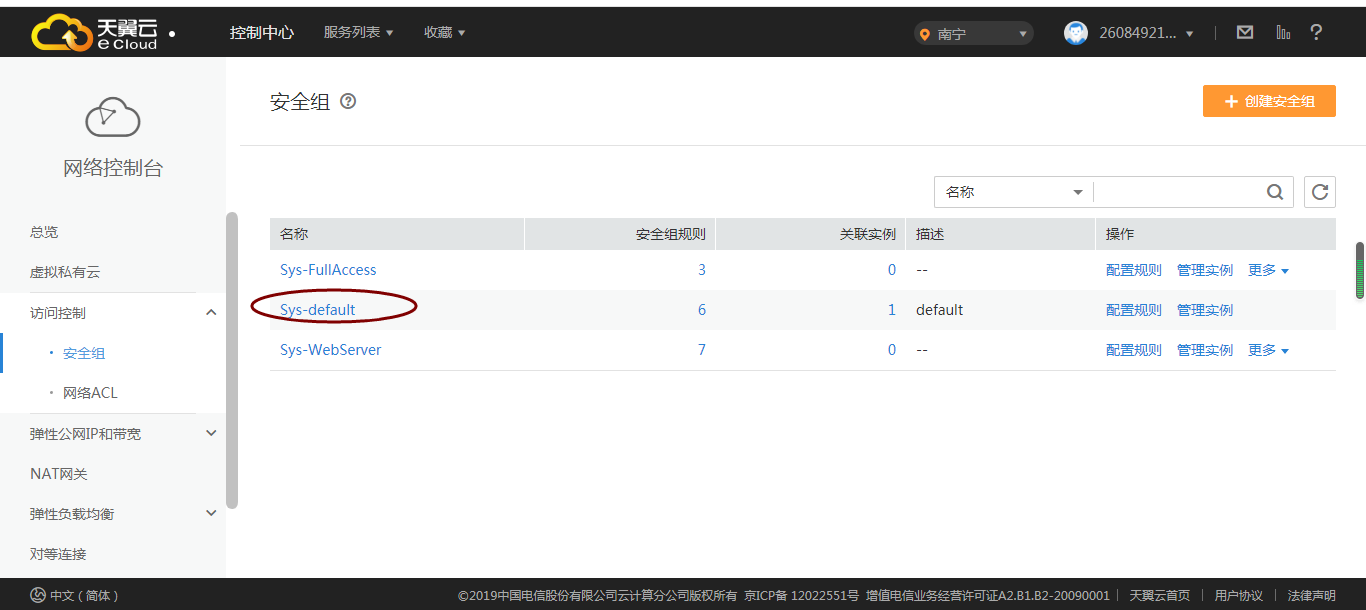 天翼云
e Cloud
控制中心 服务列表 收藏 南宁 26084921...
网络控制台
总览
虚拟私有云
访问控制
安全组
网络ACL
弹性公网IP和带宽
NAT网关
弹性负载均衡
对等连接
安全组
创建安全组
名称
名称 安全组规则 关联实例 描述 操作
Sys-FullAccess 3 0 -- 配置规则 管理实例 更多
Sys-default 6 1 default 配置规则 管理实例
Sys-WebServer 7 0 -- 配置规则 管理实例 更多
中文 ( 简体 ) ©2019中国电信股份有限公司云计算分公司版权所有 京ICP备 12022551号 增值电信业务经营许可证A2.B1.B2-20090001 天翼云首页 用户协议 法律声明